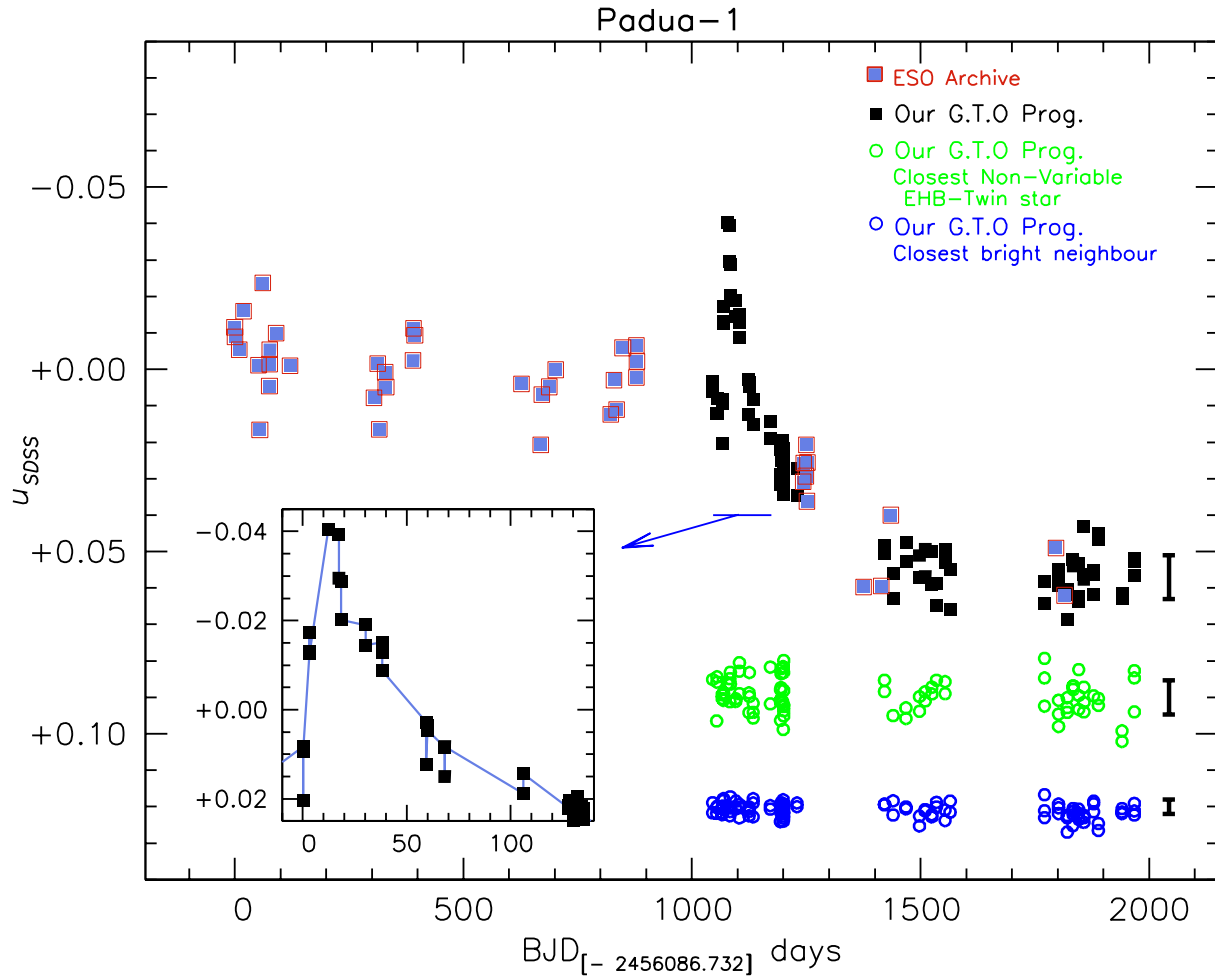 Padua-1
ESO Archive
Our G.T.O Prog.
Our G.T.O Prog.
Closest Non-Variable
EHB-Twin star
Our G.T.O Prog.
Closest bright neighbour
-0.05
+0.00
+0.05
+0.10
u_SDSS
-0.04
-0.02
+0.00
+0.02
0 50 100
0 500 1000 1500 2000
BJD[- 2456086.732] days